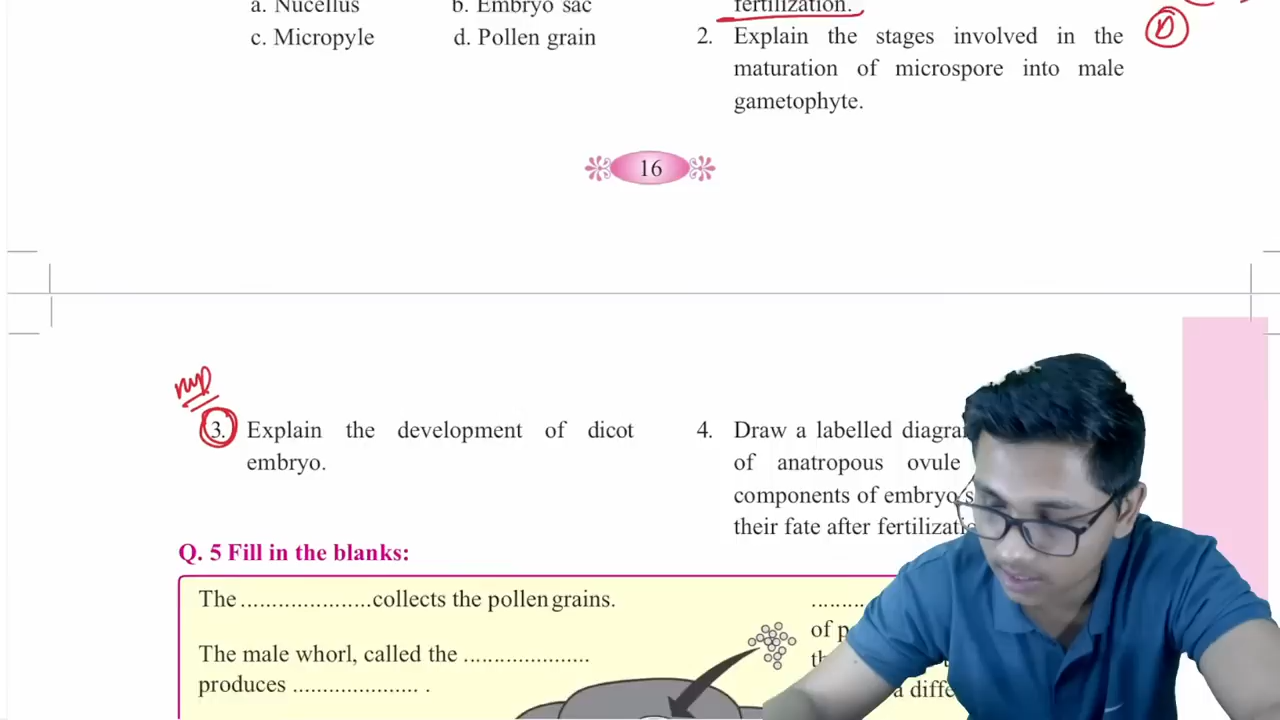 a. Nucellus
b. Embryo sac
c. Micropyle
d. Pollen grain
fertilization.
2. Explain the stages involved in the
maturation of microspore into male
gametophyte.
D
16
imp
3. Explain the development of dicot
embryo.
4. Draw a labelled
of anatropous ovule
components of embryo
their fate after
Q. 5 Fill in the blanks:
The .....................collects the pollen grains.
The male whorl, called the ....................
produces .................... .
.........
of
a